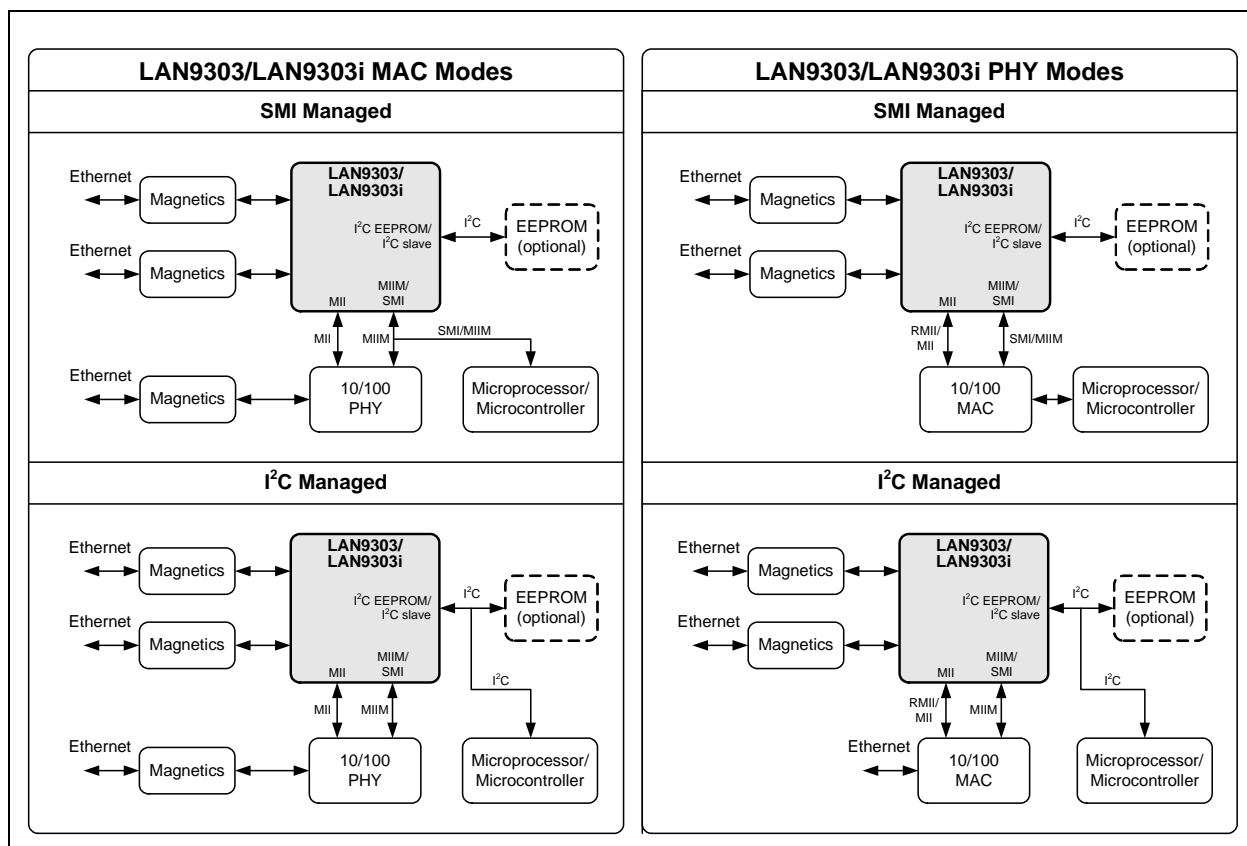 LAN9303/LAN9303i MAC Modes
SMI Managed
Ethernet
Magnetics
Ethernet
Magnetics
LAN9303/
LAN9303i
I²C EEPROM/
I²C slave
MII
MIIM/
SMI
I²C
EEPROM
(optional)
MII
MIIM
SMI/MIIM
Ethernet
Magnetics
10/100
PHY
Microprocessor/
Microcontroller
I²C Managed
Ethernet
Magnetics
Ethernet
Magnetics
LAN9303/
LAN9303i
I²C EEPROM/
I²C slave
MII
MIIM/
SMI
I²C
EEPROM
(optional)
I²C
MII
MIIM
Ethernet
Magnetics
10/100
PHY
Microprocessor/
Microcontroller
LAN9303/LAN9303i PHY Modes
SMI Managed
Ethernet
Magnetics
Ethernet
Magnetics
LAN9303/
LAN9303i
I²C EEPROM/
I²C slave
MII
MIIM/
SMI
I²C
EEPROM
(optional)
RMII/
MII
SMI/MIIM
10/100
MAC
Microprocessor/
Microcontroller
I²C Managed
Ethernet
Magnetics
Ethernet
Magnetics
LAN9303/
LAN9303i
I²C EEPROM/
I²C slave
MII
MIIM/
SMI
I²C
EEPROM
(optional)
I²C
RMII/
MII
MIIM
Ethernet
10/100
MAC
Microprocessor/
Microcontroller